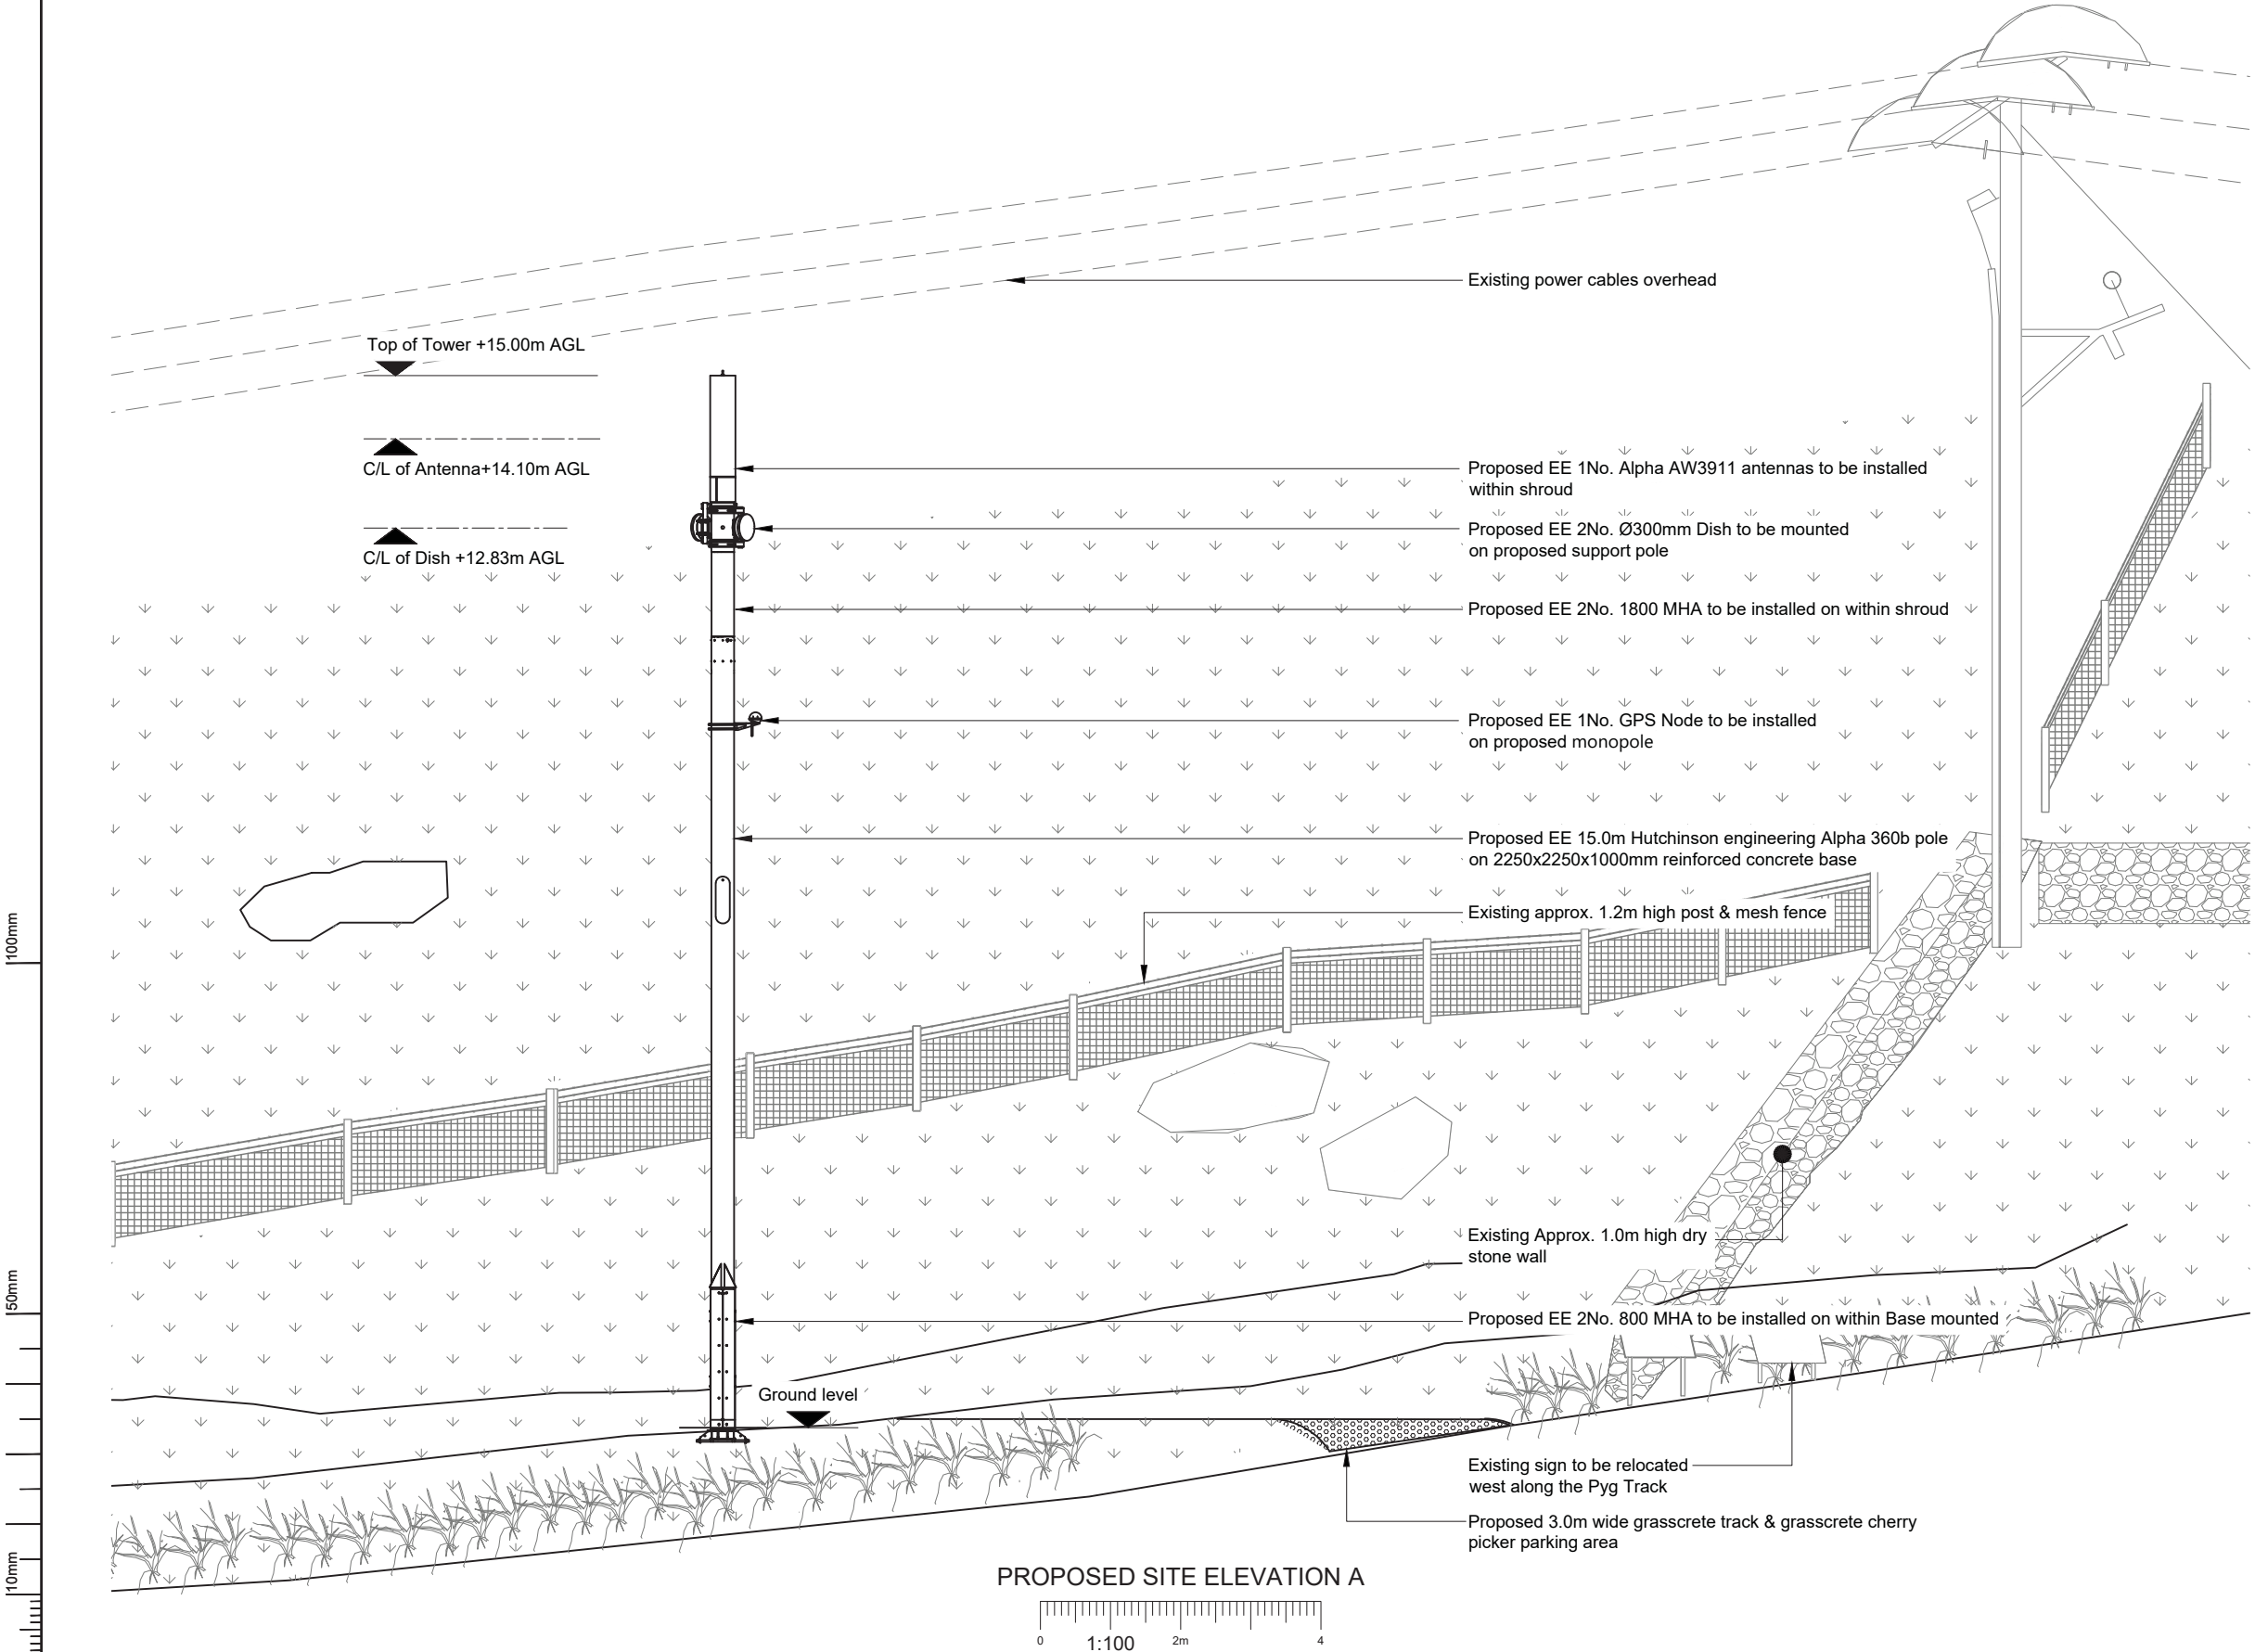 Existing power cables overhead
Top of Tower +15.00m AGL
C/L of Antenna+14.10m AGL
Proposed EE 1No. Alpha AW3911 antennas to be installed
within shroud
C/L of Dish +12.83m AGL
Proposed EE 2No. Ø300mm Dish to be mounted
on proposed support pole
Proposed EE 2No. 1800 MHA to be installed on within shroud
Proposed EE 1No. GPS Node to be installed
on proposed monopole
Proposed EE 15.0m Hutchinson engineering Alpha 360b pole
on 2250x2250x1000mm reinforced concrete base
Existing approx. 1.2m high post & mesh fence
100mm
Existing Approx. 1.0m high dry
stone wall
50mm
Proposed EE 2No. 800 MHA to be installed on within Base mounted
Ground level
Existing sign to be relocated
west along the Pyg Track
Proposed 3.0m wide grasscrete track & grasscrete cherry
picker parking area
10mm
PROPOSED SITE ELEVATION A
0 1:100 2m 4